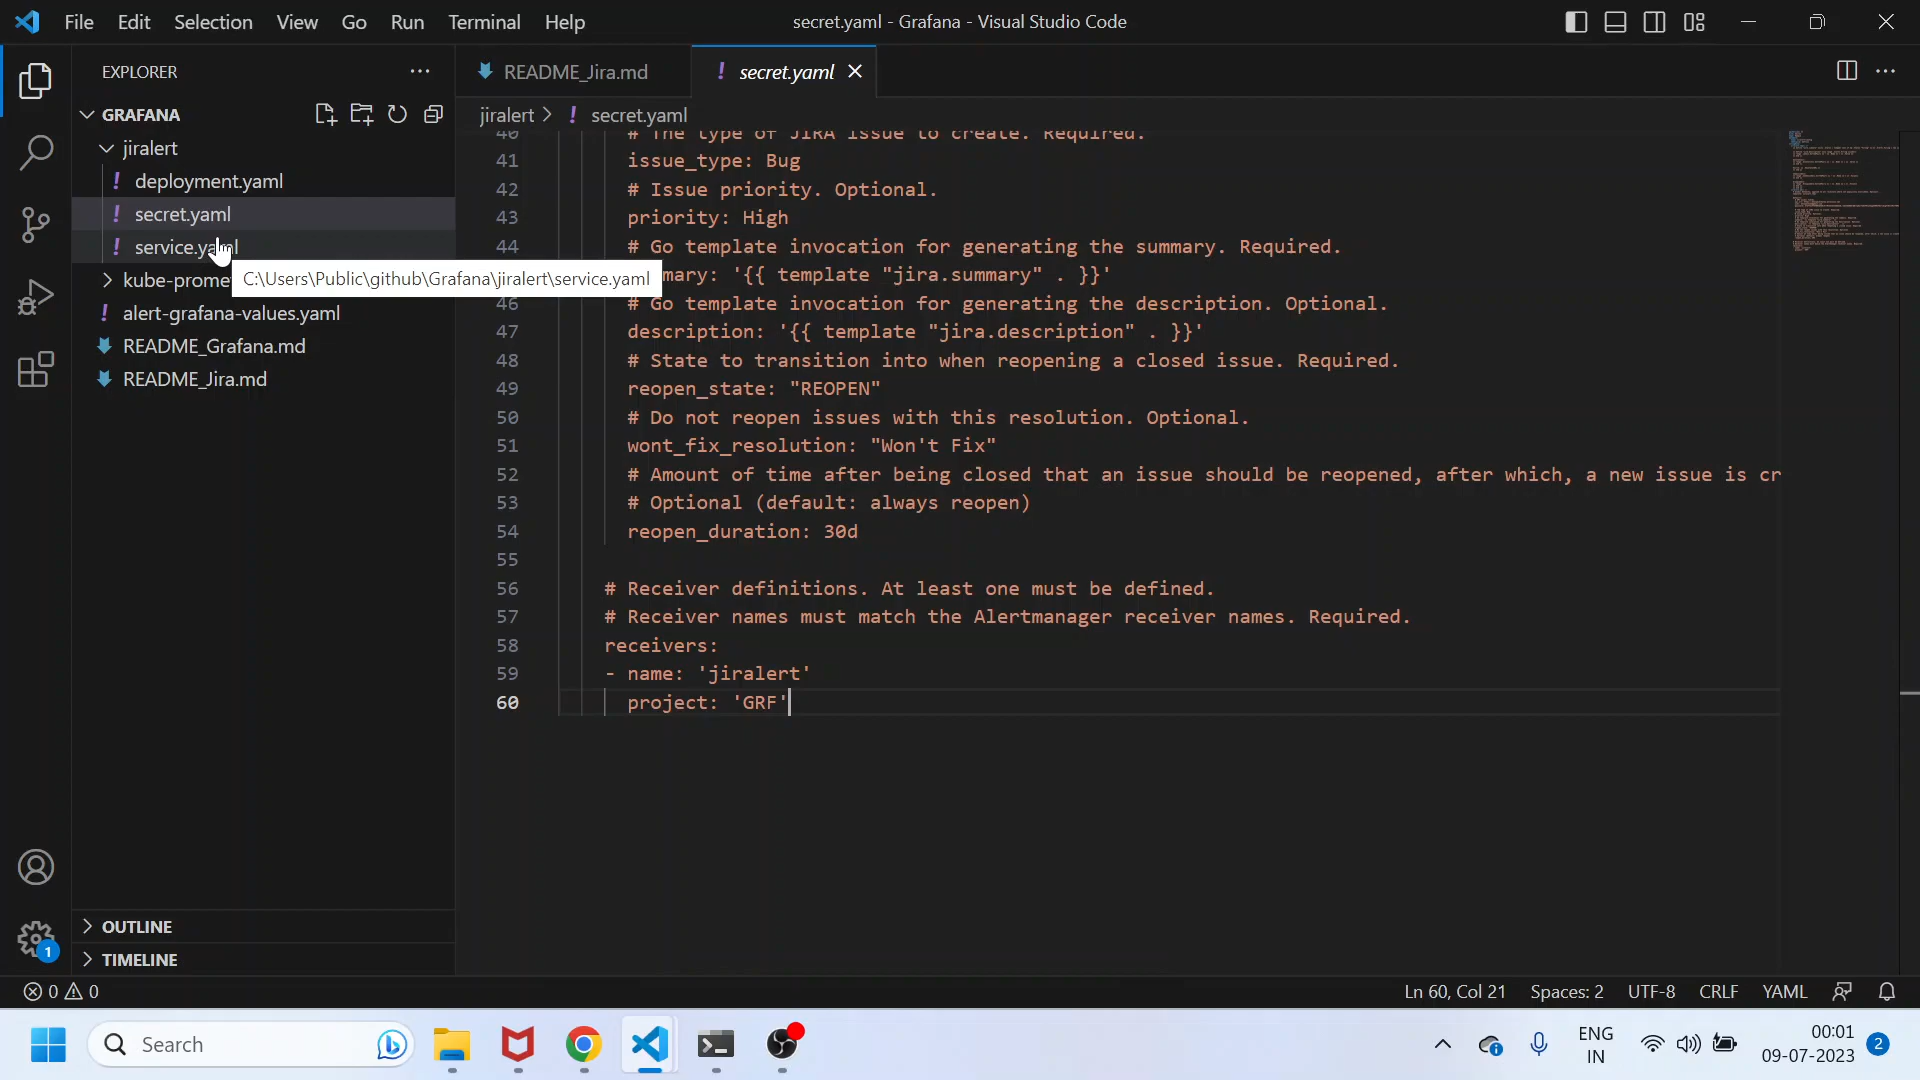 File Edit Selection View Go Run Terminal Help
secret.yaml - Grafana - Visual Studio Code
EXPLORER
GRAFANA
jiralert
! deployment.yaml
! secret.yaml
! service.yaml
kube-prome
! alert-grafana-values.yaml
README_Grafana.md
README_Jira.md
C:\Users\Public\github\Grafana\jiralert\service.yaml
OUTLINE
TIMELINE
README_Jira.md
! secret.yaml
jiralert > ! secret.yaml
40 # The type of JIRA issue to create. Required.
41 issue_type: Bug
42 # Issue priority. Optional.
43 priority: High
44 # Go template invocation for generating the summary. Required.
mary: '{{ template "jira.summary" . }}'
46 # Go template invocation for generating the description. Optional.
47 description: '{{ template "jira.description" . }}'
48 # State to transition into when reopening a closed issue. Required.
49 reopen_state: "REOPEN"
50 # Do not reopen issues with this resolution. Optional.
51 wont_fix_resolution: "Won't Fix"
52 # Amount of time after being closed that an issue should be reopened, after which, a new issue is cr
53 # Optional (default: always reopen)
54 reopen_duration: 30d
55
56 # Receiver definitions. At least one must be defined.
57 # Receiver names must match the Alertmanager receiver names. Required.
58 receivers:
59 - name: 'jiralert'
60 project: 'GRF'
1
0 0
Ln 60, Col 21 Spaces: 2 UTF-8 CRLF YAML
Search
ENG
IN
00:01
09-07-2023
2